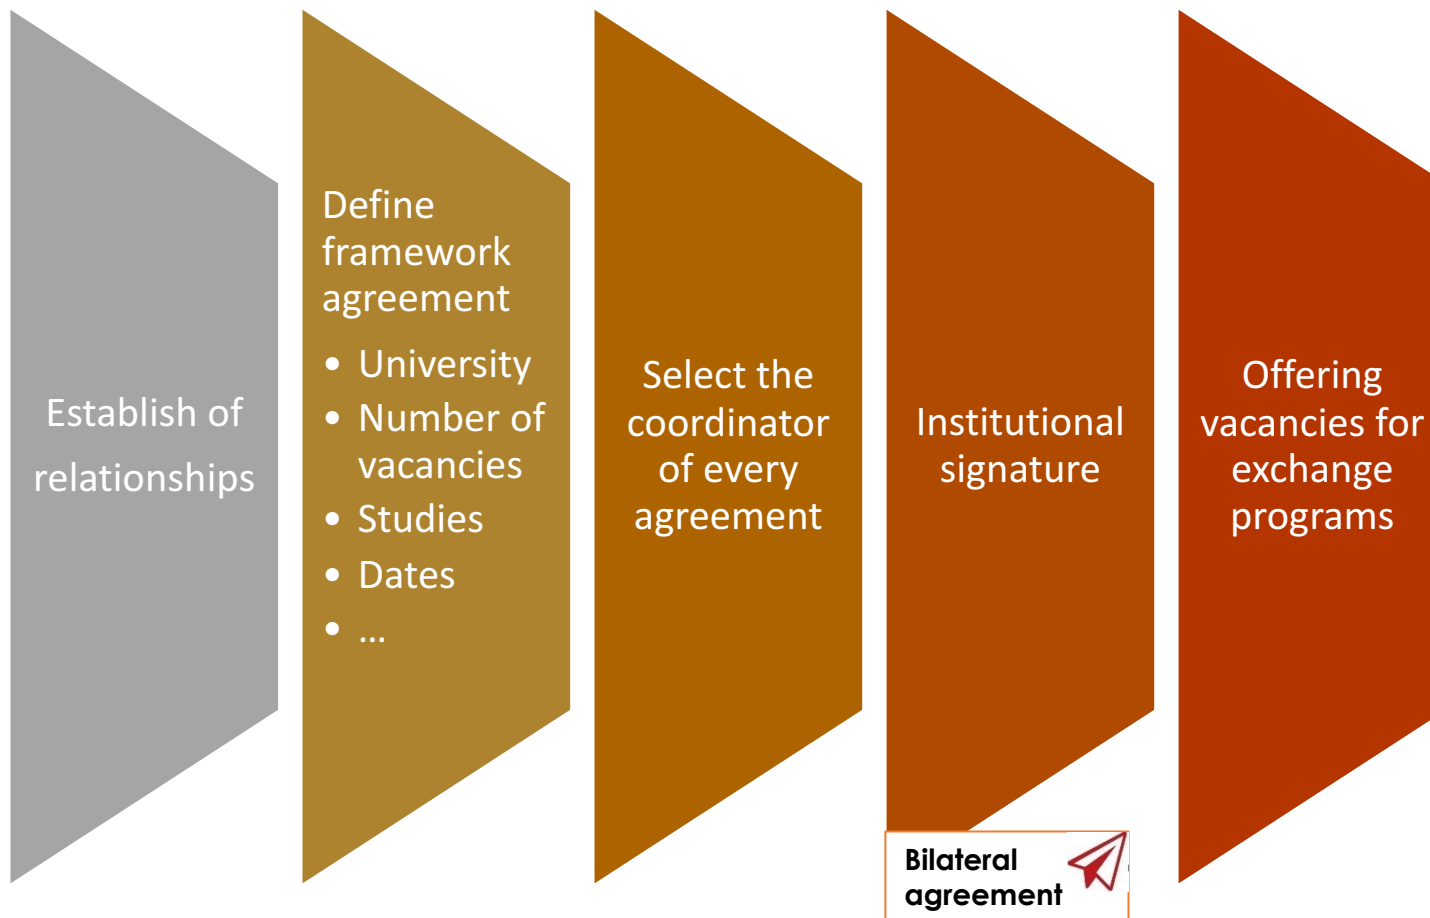 Establish of
relationships
Define
framework
agreement
• University
• Number of
vacancies
• Studies
• Dates
• ...
Select the
coordinator
of every
agreement
Institutional
signature
Bilateral
agreement
Offering
vacancies for
exchange
programs